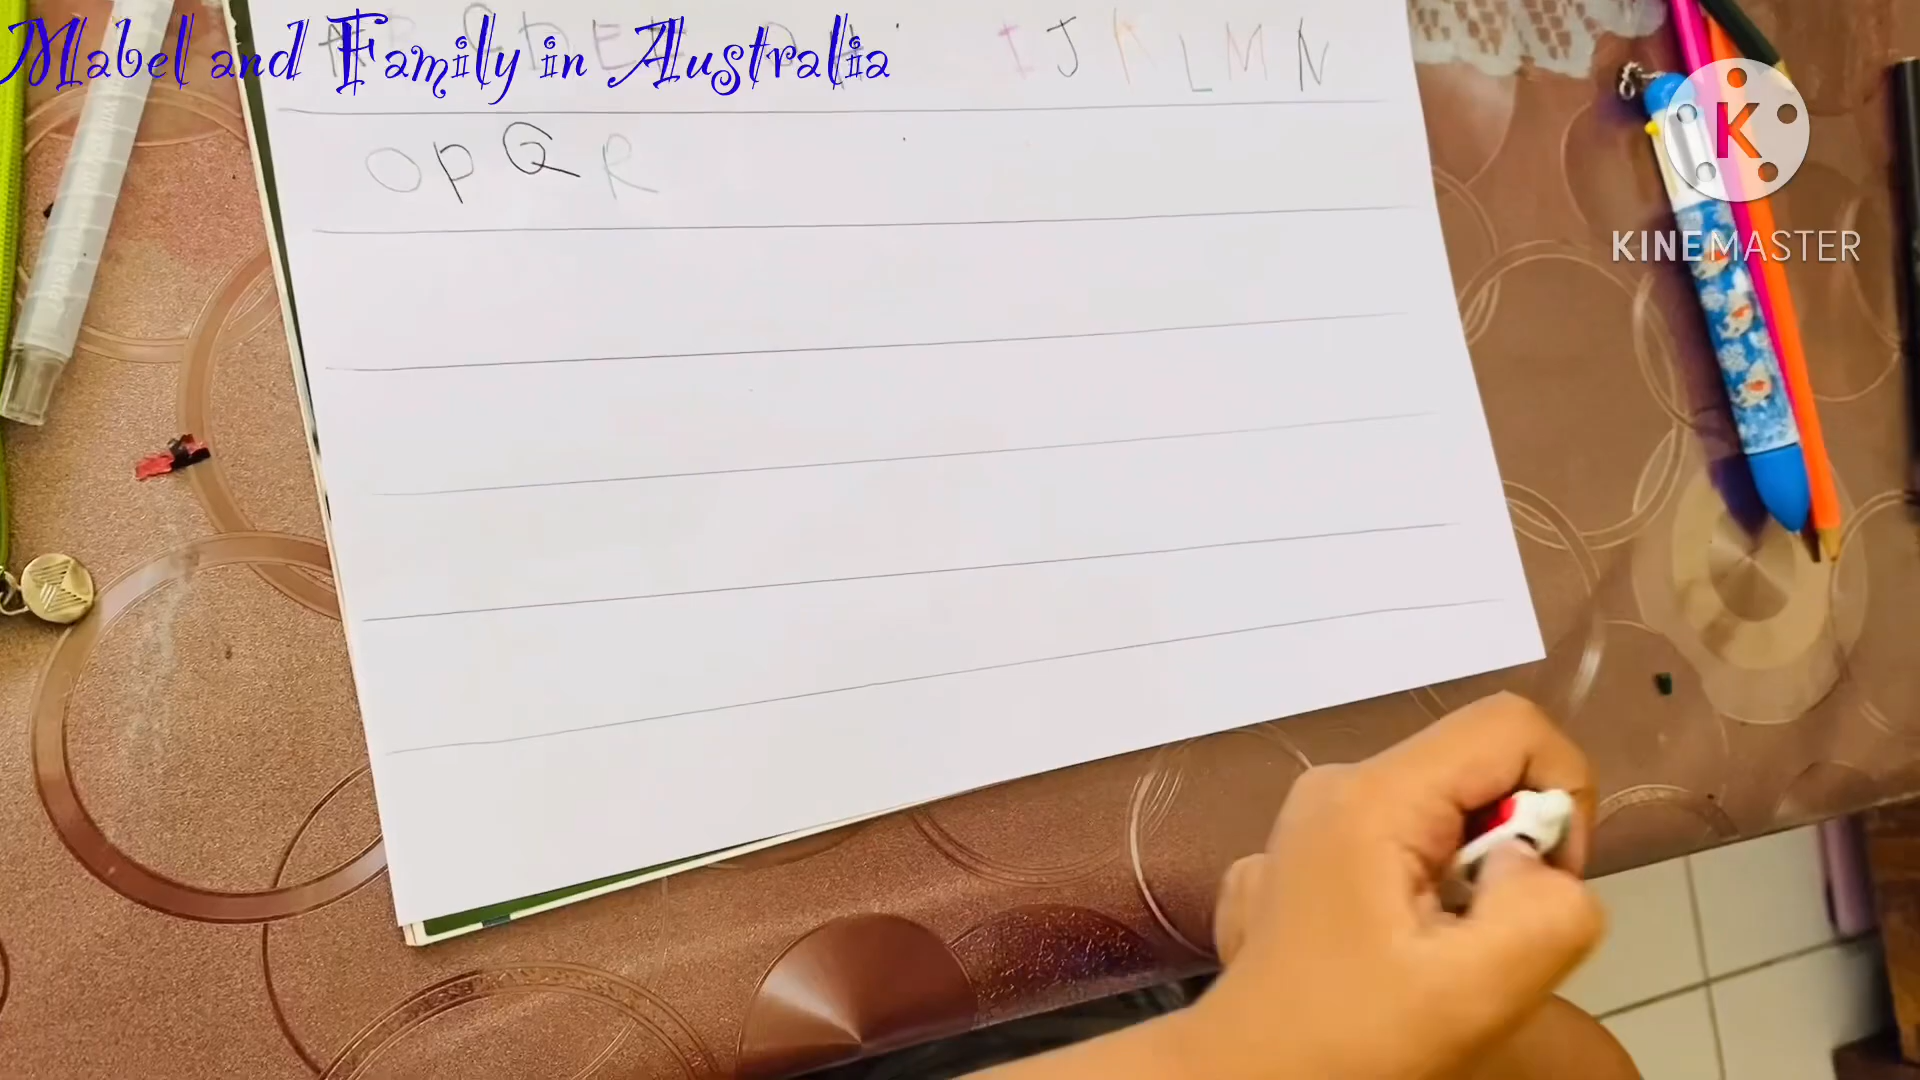 Mabel and Family in Australia
I J K L M N
O P Q R
K
KINEMASTER